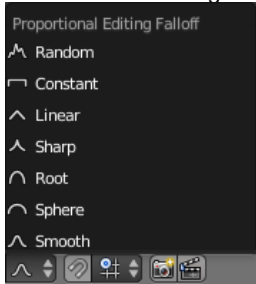 Proportional Editing Falloff
Random
Constant
Linear
Sharp
Root
Sphere
Smooth